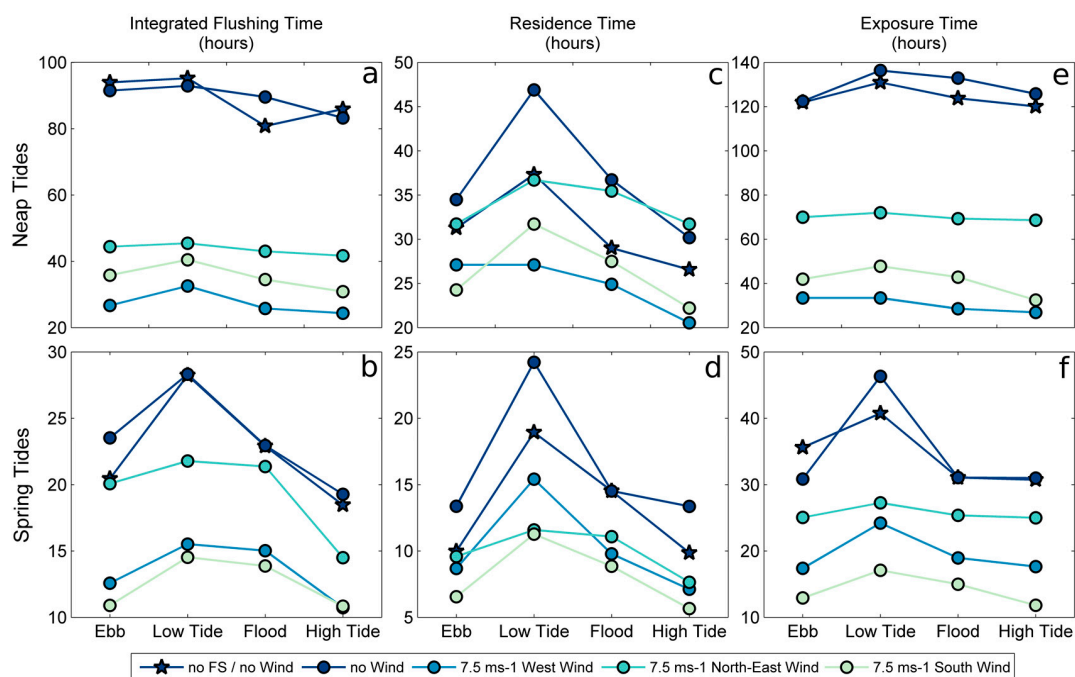 Integrated Flushing Time
(hours)
Residence Time
(hours)
Exposure Time
(hours)
Neap Tides
100
80
60
40
20
a
50
45
40
35
30
25
20
c
140
120
100
80
60
40
20
e
Spring Tides
30
25
20
15
10
b
25
20
15
10
5
d
50
40
30
20
10
f
Ebb Low Tide Flood High Tide
Ebb Low Tide Flood High Tide
Ebb Low Tide Flood High Tide
no FS / no Wind no Wind 7.5 ms-1 West Wind 7.5 ms-1 North-East Wind 7.5 ms-1 South Wind